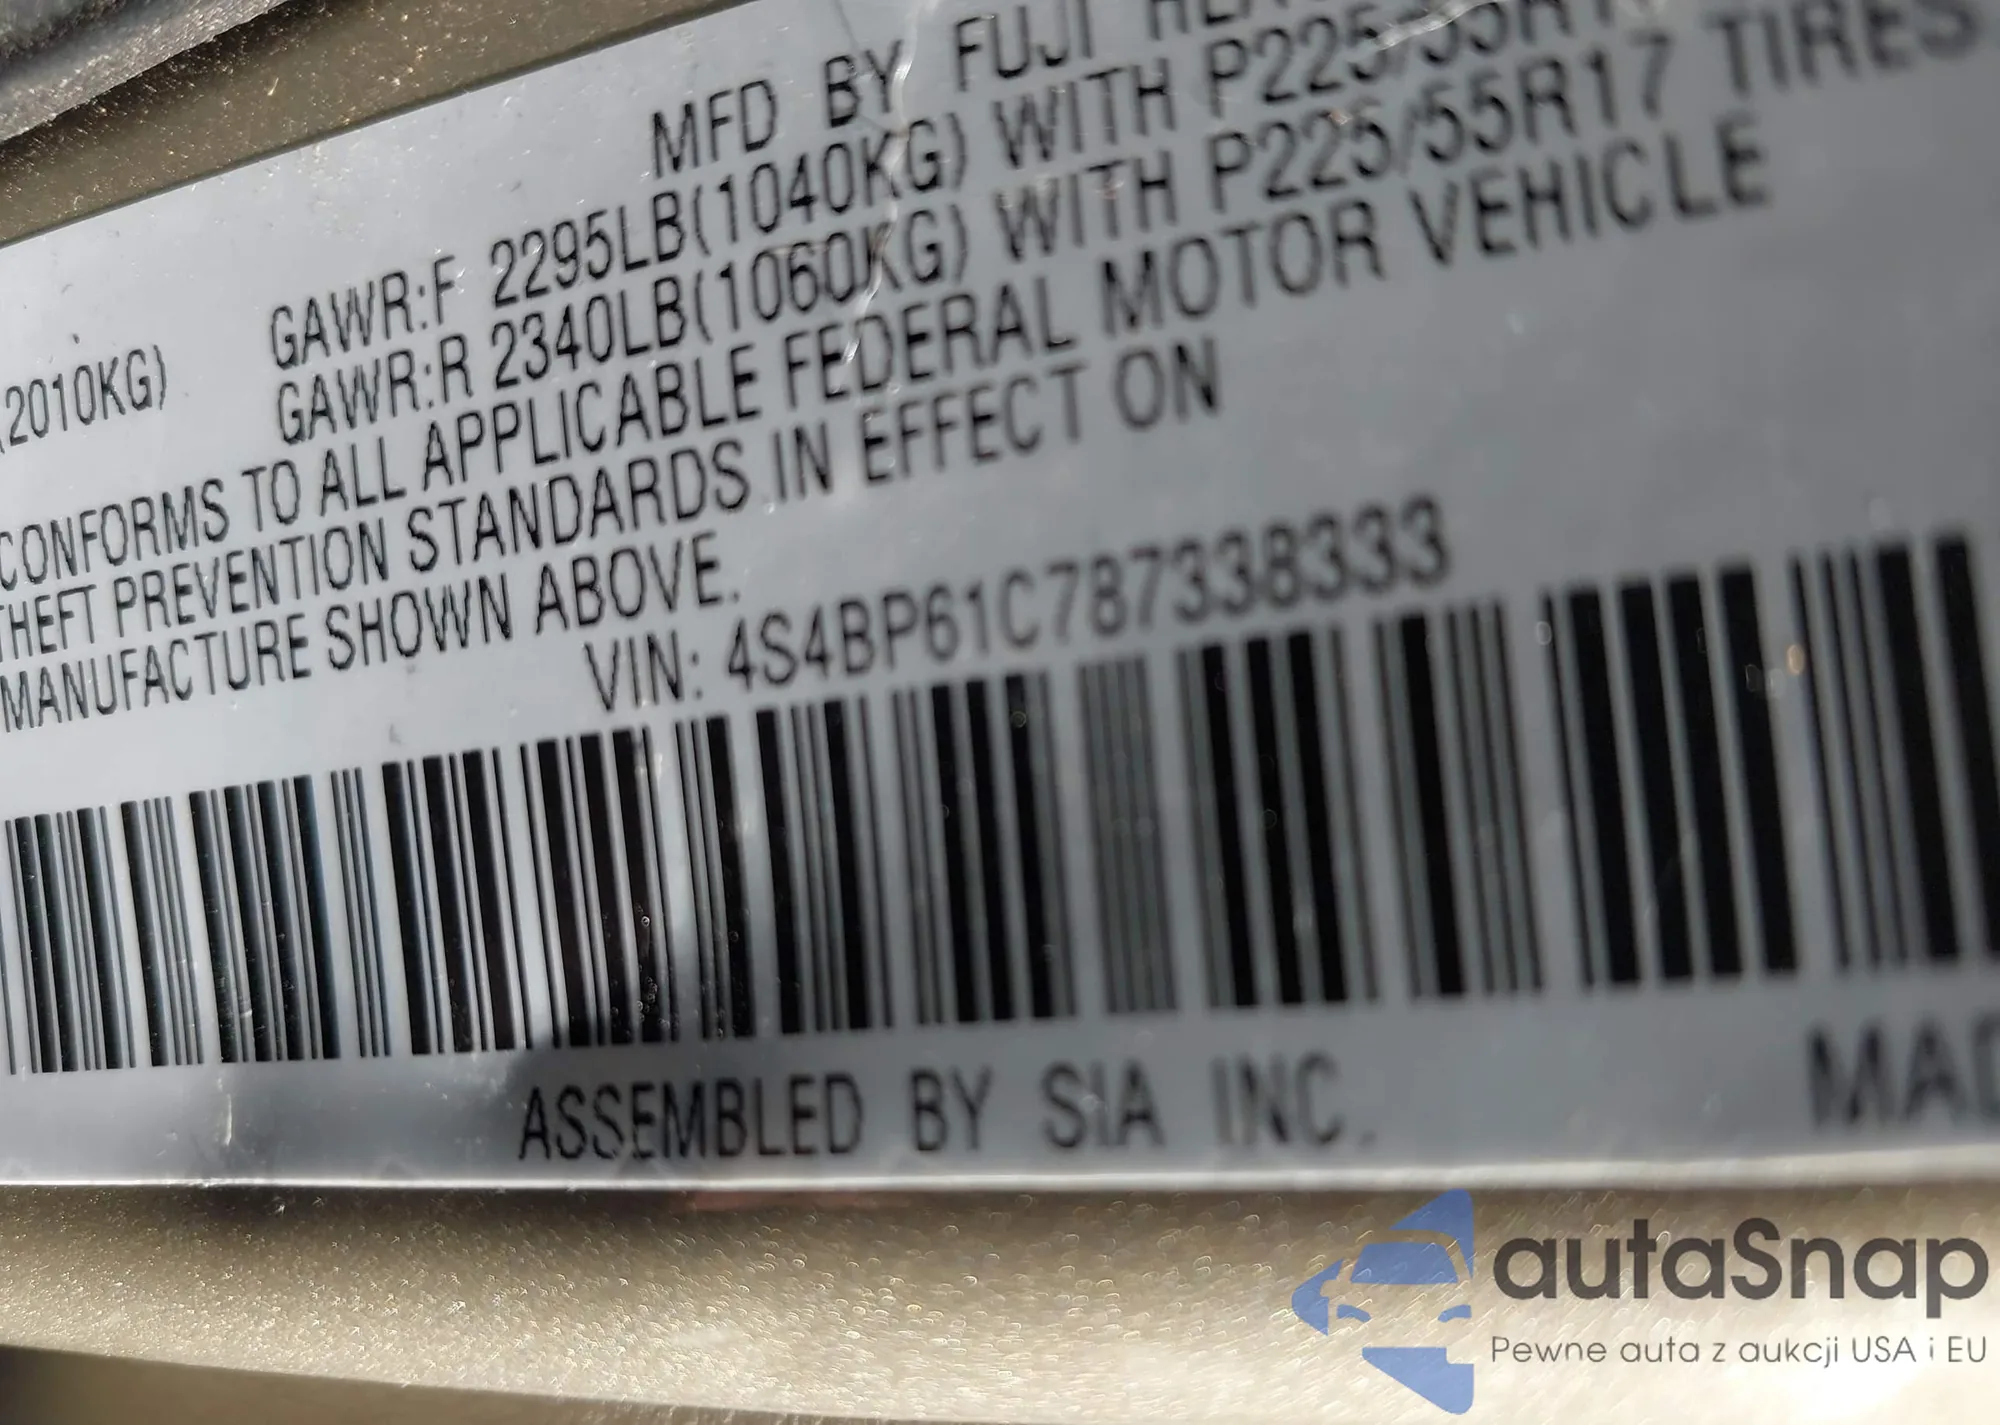 MFD BY FUJI
(2010KG) GAWR:F 2295LB(1040KG) WITH P225/55R17
GAWR:R 2340LB(1060KG) WITH P225/55R17 TIRES
CONFORMS TO ALL APPLICABLE FEDERAL MOTOR VEHICLE
THEFT PREVENTION STANDARDS IN EFFECT ON
MANUFACTURE SHOWN ABOVE.
VIN: 4S4BP61C787338333
ASSEMBLED BY SIA INC.
autaSnap
Pewne auta z aukcji USA i EU